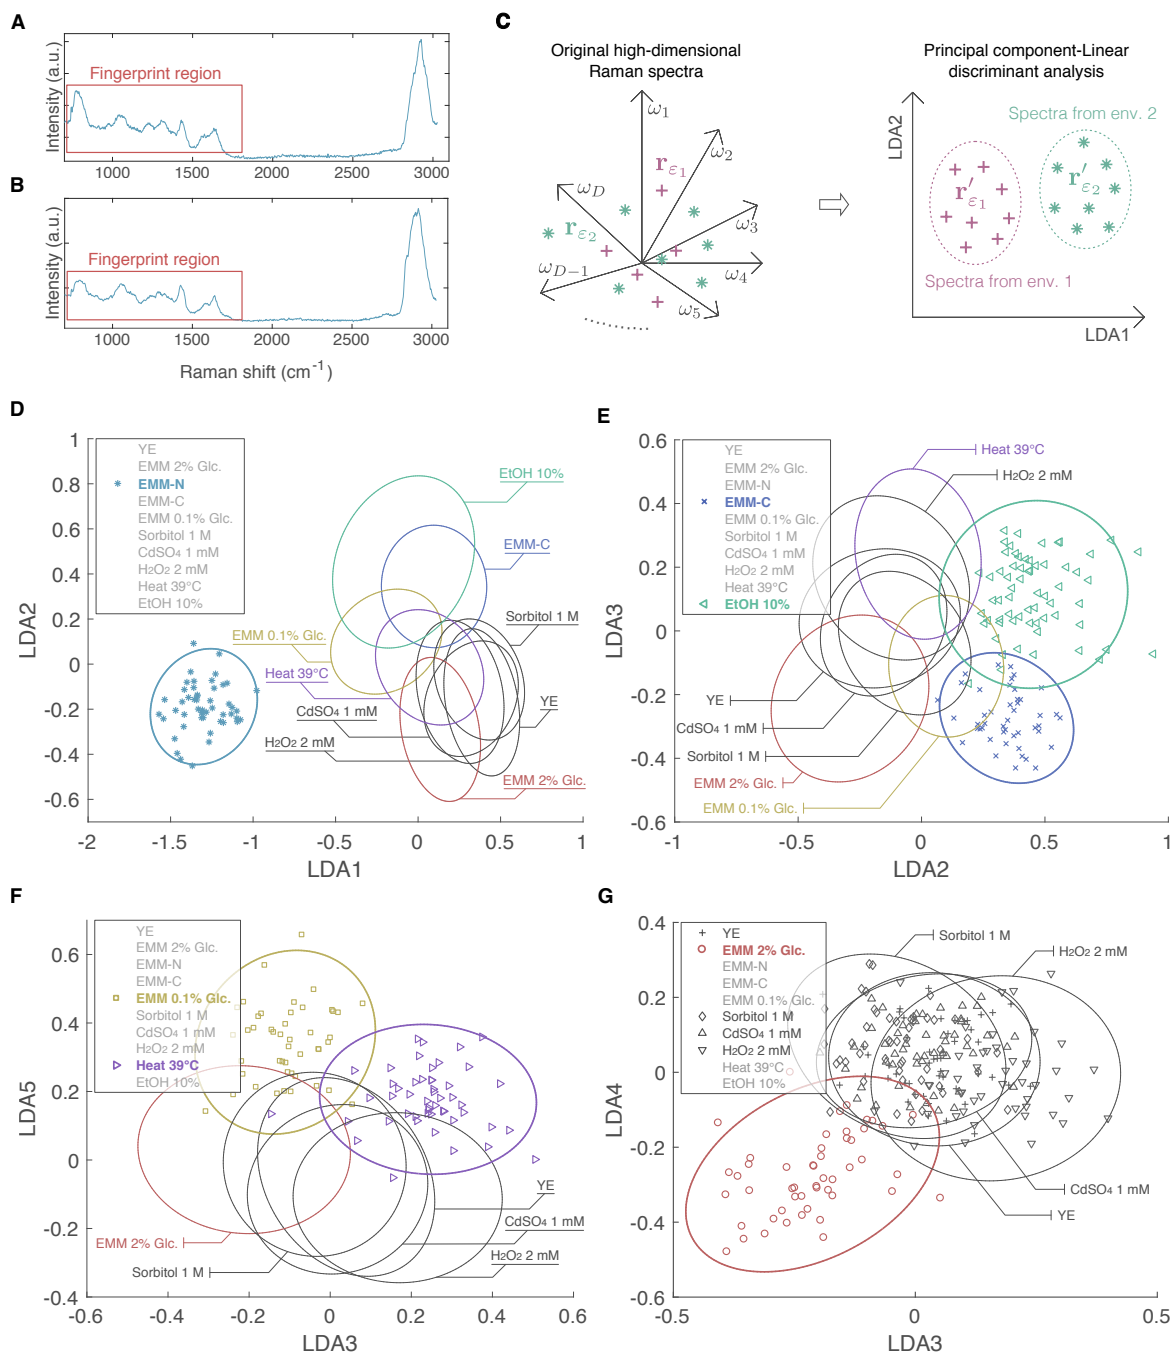 A
Intensity (a.u.)
Fingerprint region
1000 1500 2000 2500 3000
B
Intensity (a.u.)
Fingerprint region
1000 1500 2000 2500 3000
Raman shift (cm⁻¹)
C
Original high-dimensional
Raman spectra
ω₁
ω₂
ω₃
ω₄
ω₅
ω_D
ω_{D−1}
r_{ε₁}
r_{ε₂}
Principal component-Linear
discriminant analysis
LDA2
Spectra from env. 2
r′_{ε₁}
r′_{ε₂}
Spectra from env. 1
LDA1
D
1
0.8
0.6
0.4
0.2
0
-0.2
-0.4
-0.6
LDA2
YE
EMM 2% Glc.
EMM-N
EMM-C
EMM 0.1% Glc.
Sorbitol 1 M
CdSO₄ 1 mM
H₂O₂ 2 mM
Heat 39°C
EtOH 10%
EtOH 10%
EMM-C
Sorbitol 1 M
EMM 0.1% Glc.
Heat 39°C
CdSO₄ 1 mM
YE
H₂O₂ 2 mM
EMM 2% Glc.
-2 -1.5 -1 -0.5 0 0.5 1
LDA1
E
0.6
0.4
0.2
0
-0.2
-0.4
-0.6
LDA3
YE
EMM 2% Glc.
EMM-N
EMM-C
EMM 0.1% Glc.
Sorbitol 1 M
CdSO₄ 1 mM
H₂O₂ 2 mM
Heat 39°C
EtOH 10%
Heat 39°C
H₂O₂ 2 mM
YE
CdSO₄ 1 mM
Sorbitol 1 M
EMM 2% Glc.
EMM 0.1% Glc.
-1 -0.5 0 0.5 1
LDA2
F
0.6
0.4
0.2
0
-0.2
-0.4
LDA5
YE
EMM 2% Glc.
EMM-N
EMM-C
EMM 0.1% Glc.
Sorbitol 1 M
CdSO₄ 1 mM
H₂O₂ 2 mM
Heat 39°C
EtOH 10%
YE
CdSO₄ 1 mM
EMM 2% Glc.
H₂O₂ 2 mM
Sorbitol 1 M
-0.6 -0.4 -0.2 0 0.2 0.4 0.6
LDA3
G
0.4
0.2
0
-0.2
-0.4
-0.6
LDA4
YE
EMM 2% Glc.
EMM-N
EMM-C
EMM 0.1% Glc.
Sorbitol 1 M
CdSO₄ 1 mM
H₂O₂ 2 mM
Heat 39°C
EtOH 10%
Sorbitol 1 M
H₂O₂ 2 mM
CdSO₄ 1 mM
YE
-0.5 0 0.5
LDA3